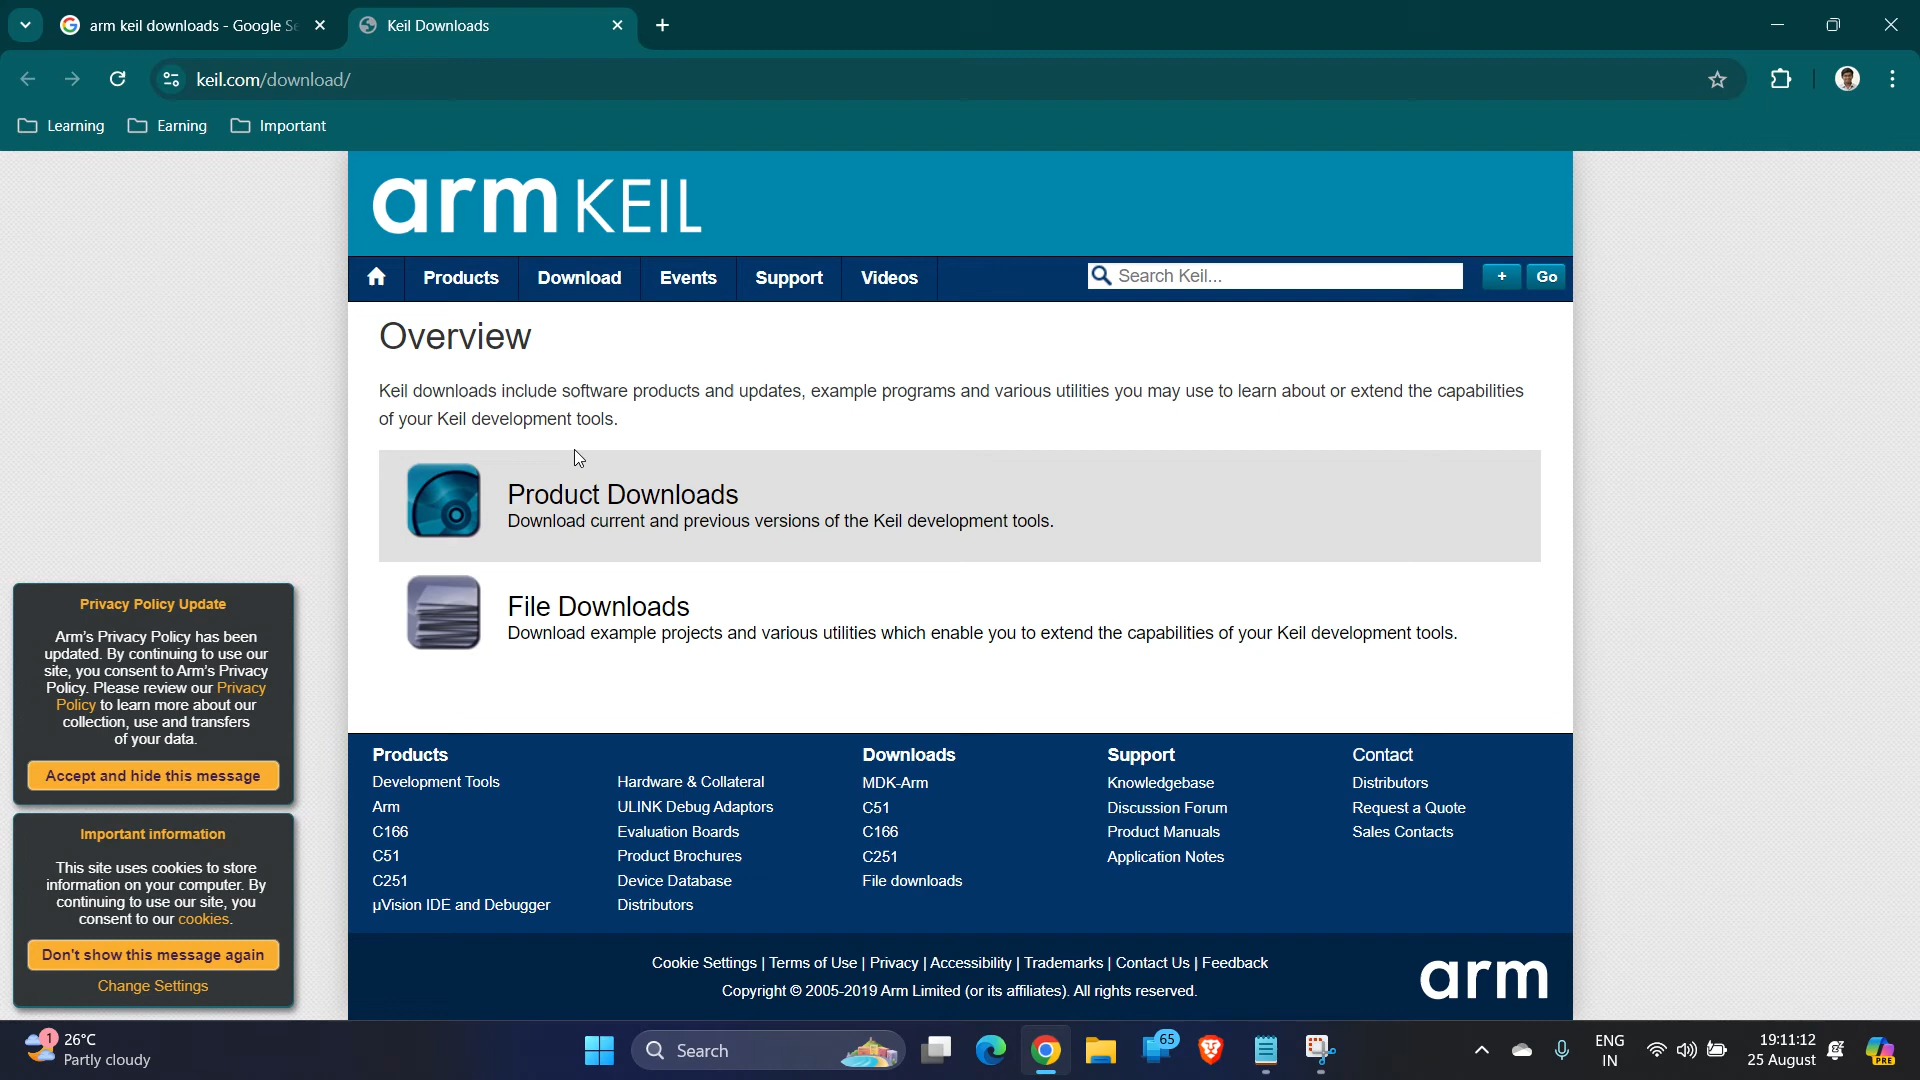 arm keil downloads - Google Se
Keil Downloads
keil.com/download/
Learning
Earning
Important
arm KEIL
Products
Download
Events
Support
Videos
Search Keil...
+
Go
Overview
Keil downloads include software products and updates, example programs and various utilities you may use to learn about or extend the capabilities
of your Keil development tools.
Product Downloads
Download current and previous versions of the Keil development tools.
File Downloads
Download example projects and various utilities which enable you to extend the capabilities of your Keil development tools.
Privacy Policy Update
Arm's Privacy Policy has been
updated. By continuing to use our
site, you consent to Arm's Privacy
Policy. Please review our Privacy
Policy to learn more about our
collection, use and transfers
of your data.
Accept and hide this message
Important information
This site uses cookies to store
information on your computer. By
continuing to use our site, you
consent to our cookies.
Don't show this message again
Change Settings
Products
Development Tools
Arm
C166
C51
C251
µVision IDE and Debugger
Hardware & Collateral
ULINK Debug Adaptors
Evaluation Boards
Product Brochures
Device Database
Distributors
Downloads
MDK-Arm
C51
C166
C251
File downloads
Support
Knowledgebase
Discussion Forum
Product Manuals
Application Notes
Contact
Distributors
Request a Quote
Sales Contacts
Cookie Settings | Terms of Use | Privacy | Accessibility | Trademarks | Contact Us | Feedback
Copyright © 2005-2019 Arm Limited (or its affiliates). All rights reserved.
arm
1
26°C
Partly cloudy
Search
65
ENG
IN
19:11:12
25 August
PRE